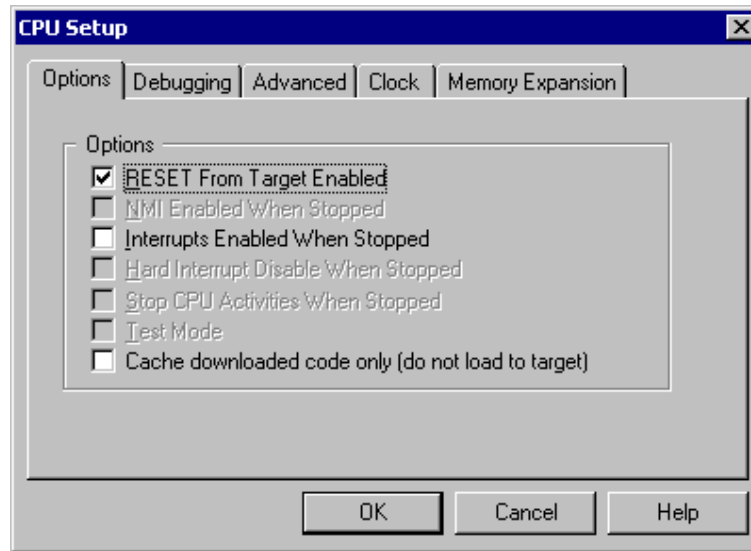 CPU Setup
Options Debugging Advanced Clock Memory Expansion
Options
RESET From Target Enabled
NMI Enabled When Stopped
Interrupts Enabled When Stopped
Hard Interrupt Disable When Stopped
Stop CPU Activities When Stopped
Test Mode
Cache downloaded code only (do not load to target)
OK Cancel Help